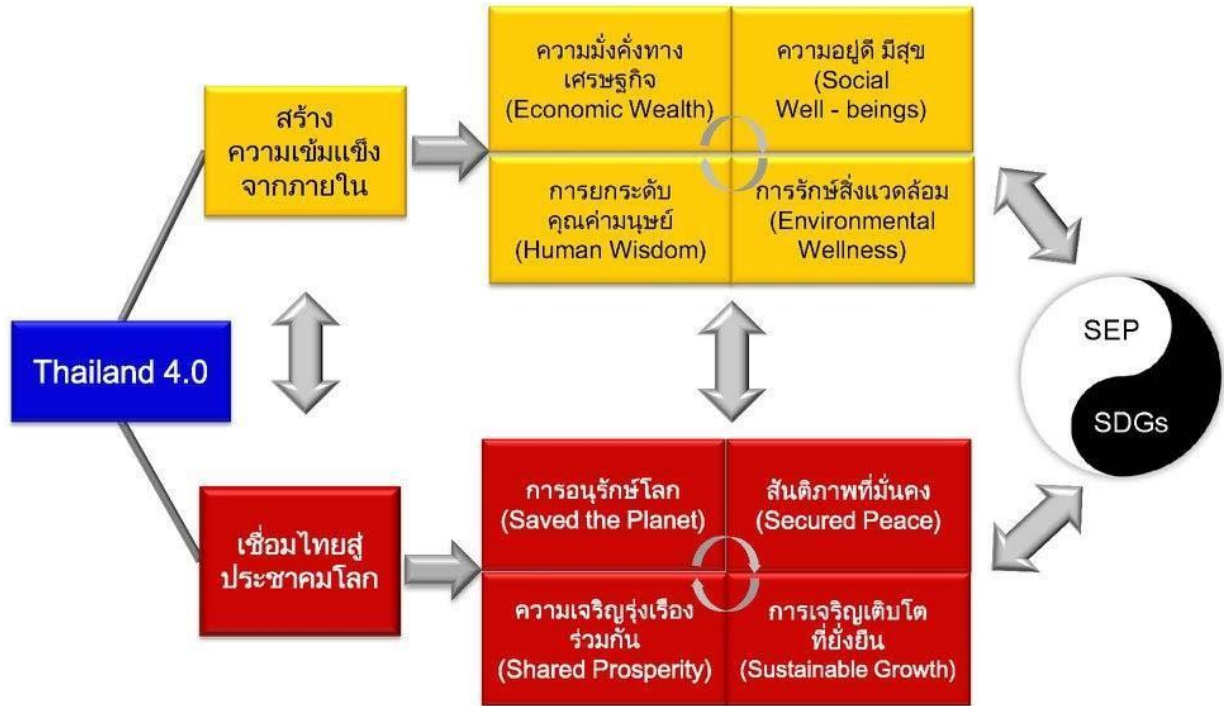 ความมั่งคั่งทาง
เศรษฐกิจ
(Economic Wealth)
ความอยู่ดี มีสุข
(Social
Well - beings)
สร้าง
ความเข้มแข็ง
จากภายใน
การยกระดับ
คุณค่ามนุษย์
(Human Wisdom)
การรักษ์สิ่งแวดล้อม
(Environmental
Wellness)
Thailand 4.0
SEP
SDGs
เชื่อมไทยสู่
ประชาคมโลก
การอนุรักษ์โลก
(Saved the Planet)
สันติภาพที่มั่นคง
(Secured Peace)
ความเจริญรุ่งเรือง
ร่วมกัน
(Shared Prosperity)
การเจริญเติบโต
ที่ยั่งยืน
(Sustainable Growth)